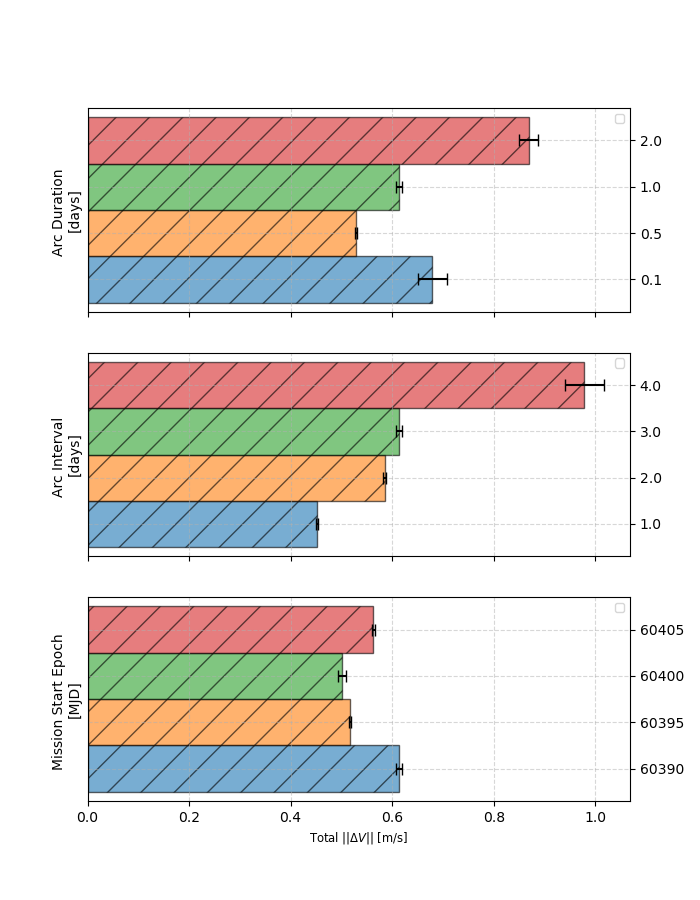 Arc Duration
[days]
2.0
1.0
0.5
0.1
Arc Interval
[days]
4.0
3.0
2.0
1.0
Mission Start Epoch
[MJD]
60405
60400
60395
60390
0.0 0.2 0.4 0.6 0.8 1.0
Total ||ΔV|| [m/s]